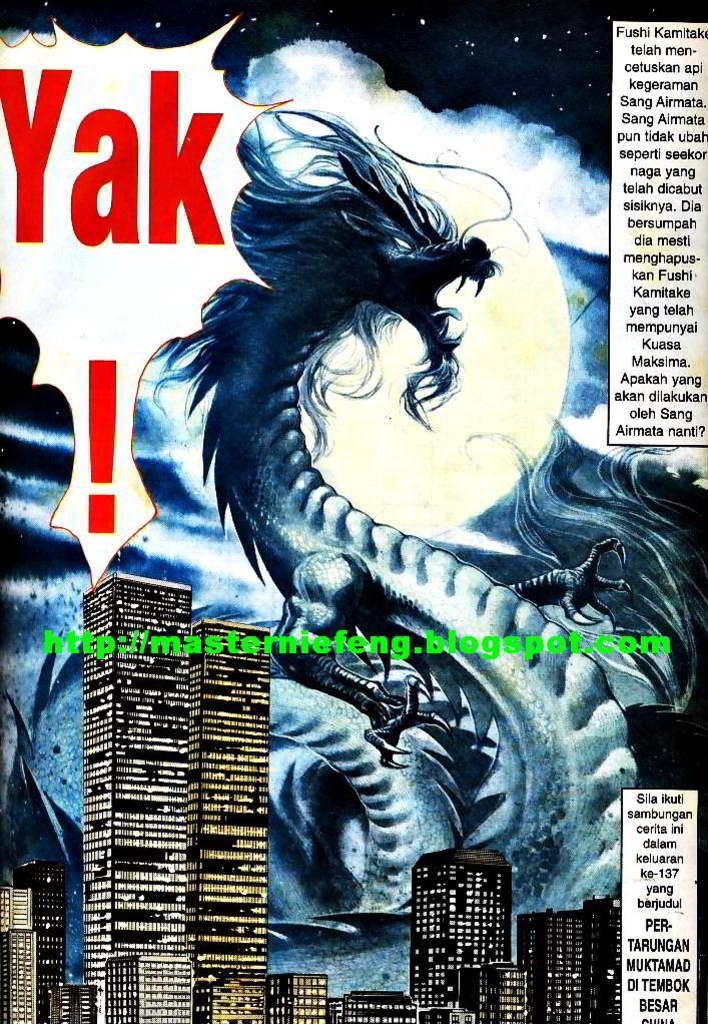 Yak
!
Fushi Kamitake
telah men-
cetuskan api
kegeraman
Sang Airmata.
Sang Airmata
pun tidak ubah
seperti seekor
naga yang
telah dicabut
sisiknya. Dia
bersumpah
dia mesti
menghapus-
kan Fushi
Kamitake
yang telah
mempunyai
Kuasa
Maksima.
Apakah yang
akan dilakukan
oleh Sang
Airmata nanti?
http://masterniefeng.blogspot.com
Sila ikuti
sambungan
cerita ini
dalam
keluaran
ke-137
yang
berjudul
PER-
TARUNGAN
MUKTAMAD
DI TEMBOK
BESAR
CHINA